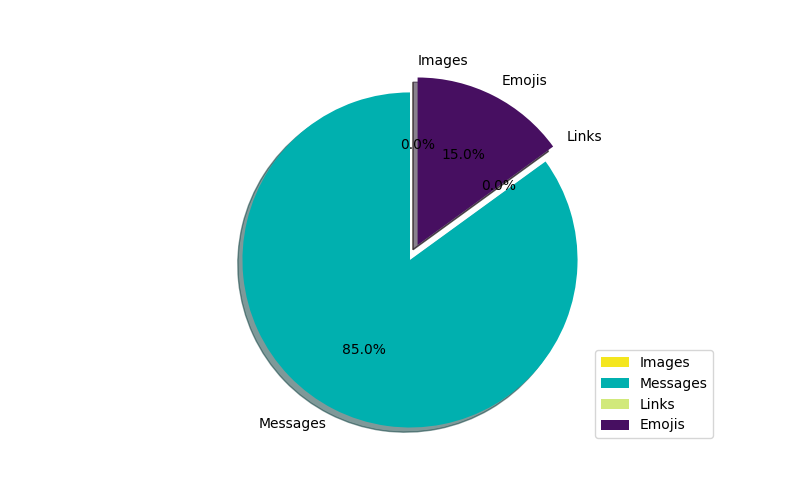 Images
Emojis
Links
0.0%
15.0%
0.0%
85.0%
Messages
Images
Messages
Links
Emojis